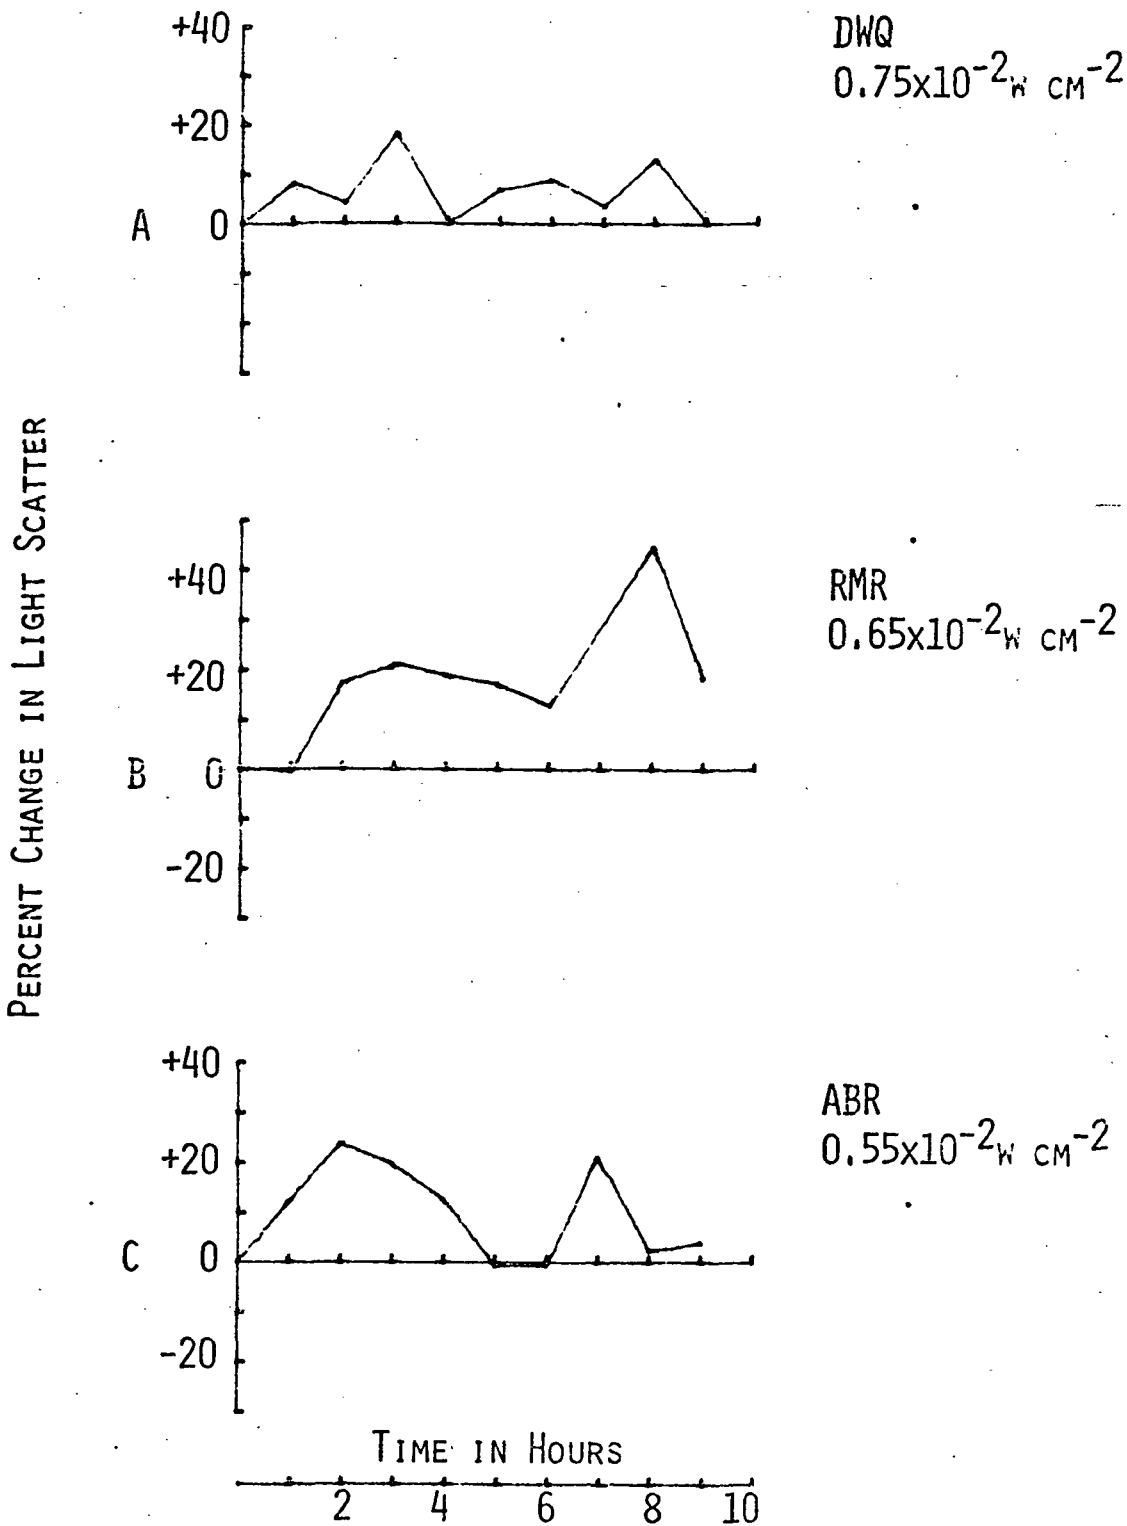 PERCENT CHANGE IN LIGHT SCATTER
+40
+20
A 0
DWQ
0.75x10⁻²W CM⁻²
+40
+20
B 0
-20
RMR
0.65x10⁻²W CM⁻²
+40
+20
C 0
-20
ABR
0.55x10⁻²W CM⁻²
TIME IN HOURS
2 4 6 8 10